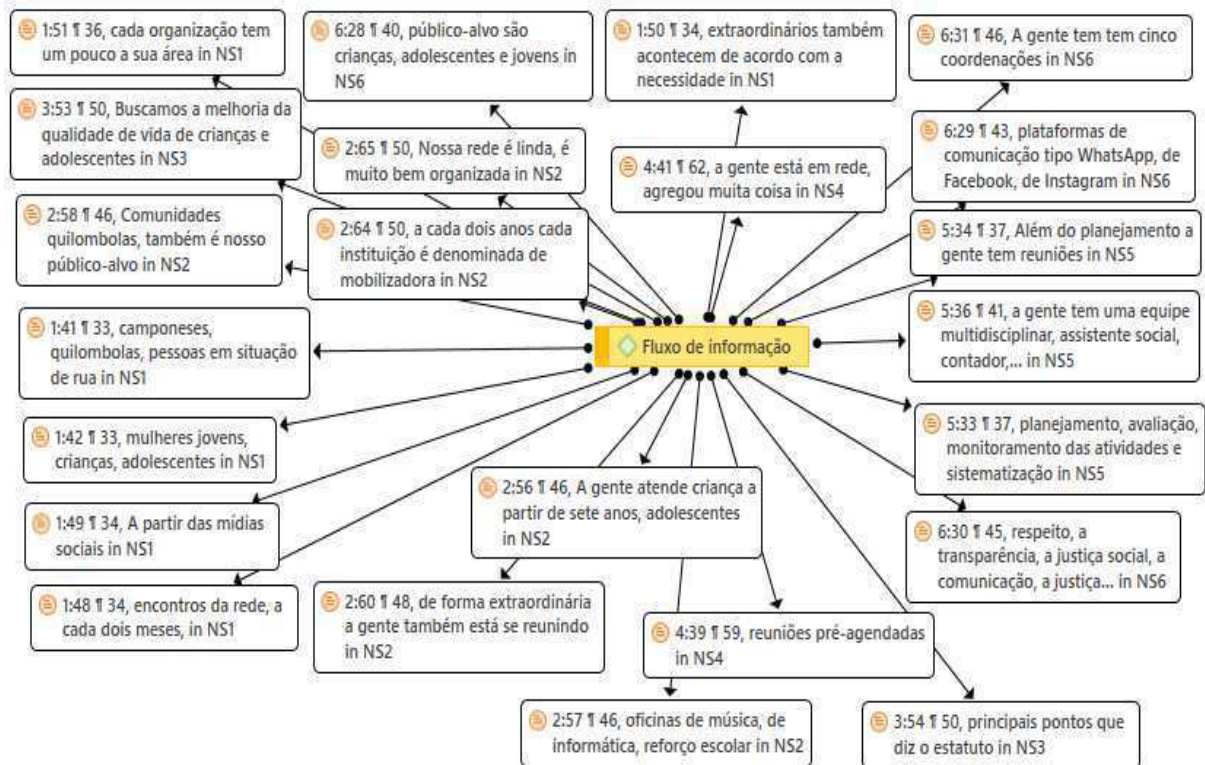 1:51 ¶ 36, cada organização tem
um pouco a sua área in NS1
6:28 ¶ 40, público-alvo são
crianças, adolescentes e jovens in
NS6
1:50 ¶ 34, extraordinários também
acontecem de acordo com a
necessidade in NS1
6:31 ¶ 46, A gente tem tem cinco
coordenações in NS6
3:53 ¶ 50, Buscamos a melhoria da
qualidade de vida de crianças e
adolescentes in NS3
2:65 ¶ 50, Nossa rede é linda, é
muito bem organizada in NS2
4:41 ¶ 62, a gente está em rede,
agregou muita coisa in NS4
6:29 ¶ 43, plataformas de
comunicação tipo WhatsApp, de
Facebook, de Instagram in NS6
2:58 ¶ 46, Comunidades
quilombolas, também é nosso
público-alvo in NS2
2:64 ¶ 50, a cada dois anos cada
instituição é denominada de
mobilizadora in NS2
5:34 ¶ 37, Além do planejamento a
gente tem reuniões in NS5
1:41 ¶ 33, camponeses,
quilombolas, pessoas em situação
de rua in NS1
Fluxo de informação
5:36 ¶ 41, a gente tem uma equipe
multidisciplinar, assistente social,
contador,... in NS5
1:42 ¶ 33, mulheres jovens,
crianças, adolescentes in NS1
5:33 ¶ 37, planejamento, avaliação,
monitoramento das atividades e
sistematização in NS5
1:49 ¶ 34, A partir das mídias
sociais in NS1
2:56 ¶ 46, A gente atende criança a
partir de sete anos, adolescentes
in NS2
6:30 ¶ 45, respeito, a
transparência, a justiça social, a
comunicação, a justiça... in NS6
1:48 ¶ 34, encontros da rede, a
cada dois meses, in NS1
2:60 ¶ 48, de forma extraordinária
a gente também está se reunindo
in NS2
4:39 ¶ 59, reuniões pré-agendadas
in NS4
2:57 ¶ 46, oficinas de música, de
informática, reforço escolar in NS2
3:54 ¶ 50, principais pontos que
diz o estatuto in NS3